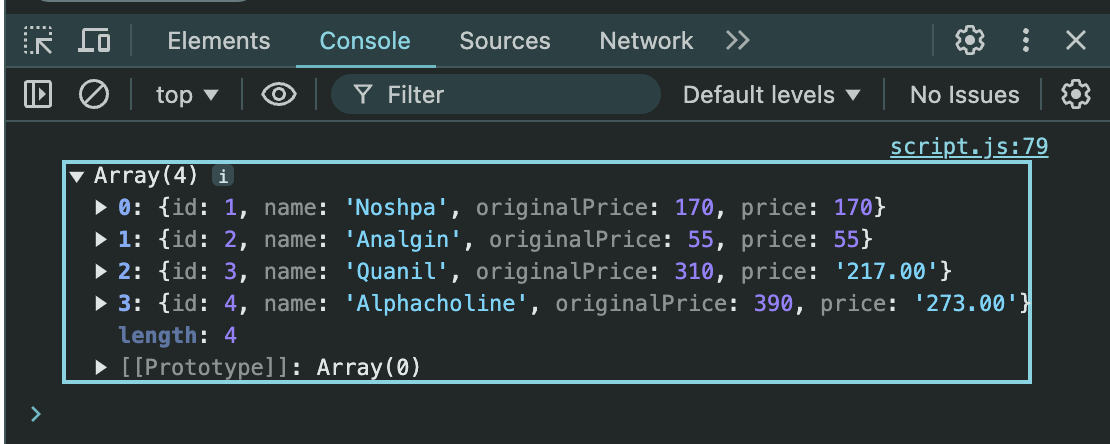 Elements Console Sources Network
top Filter Default levels No Issues
script.js:79
Array(4) i
0: {id: 1, name: 'Noshpa', originalPrice: 170, price: 170}
1: {id: 2, name: 'Analgin', originalPrice: 55, price: 55}
2: {id: 3, name: 'Quanil', originalPrice: 310, price: '217.00'}
3: {id: 4, name: 'Alphacholine', originalPrice: 390, price: '273.00'}
length: 4
[[Prototype]]: Array(0)